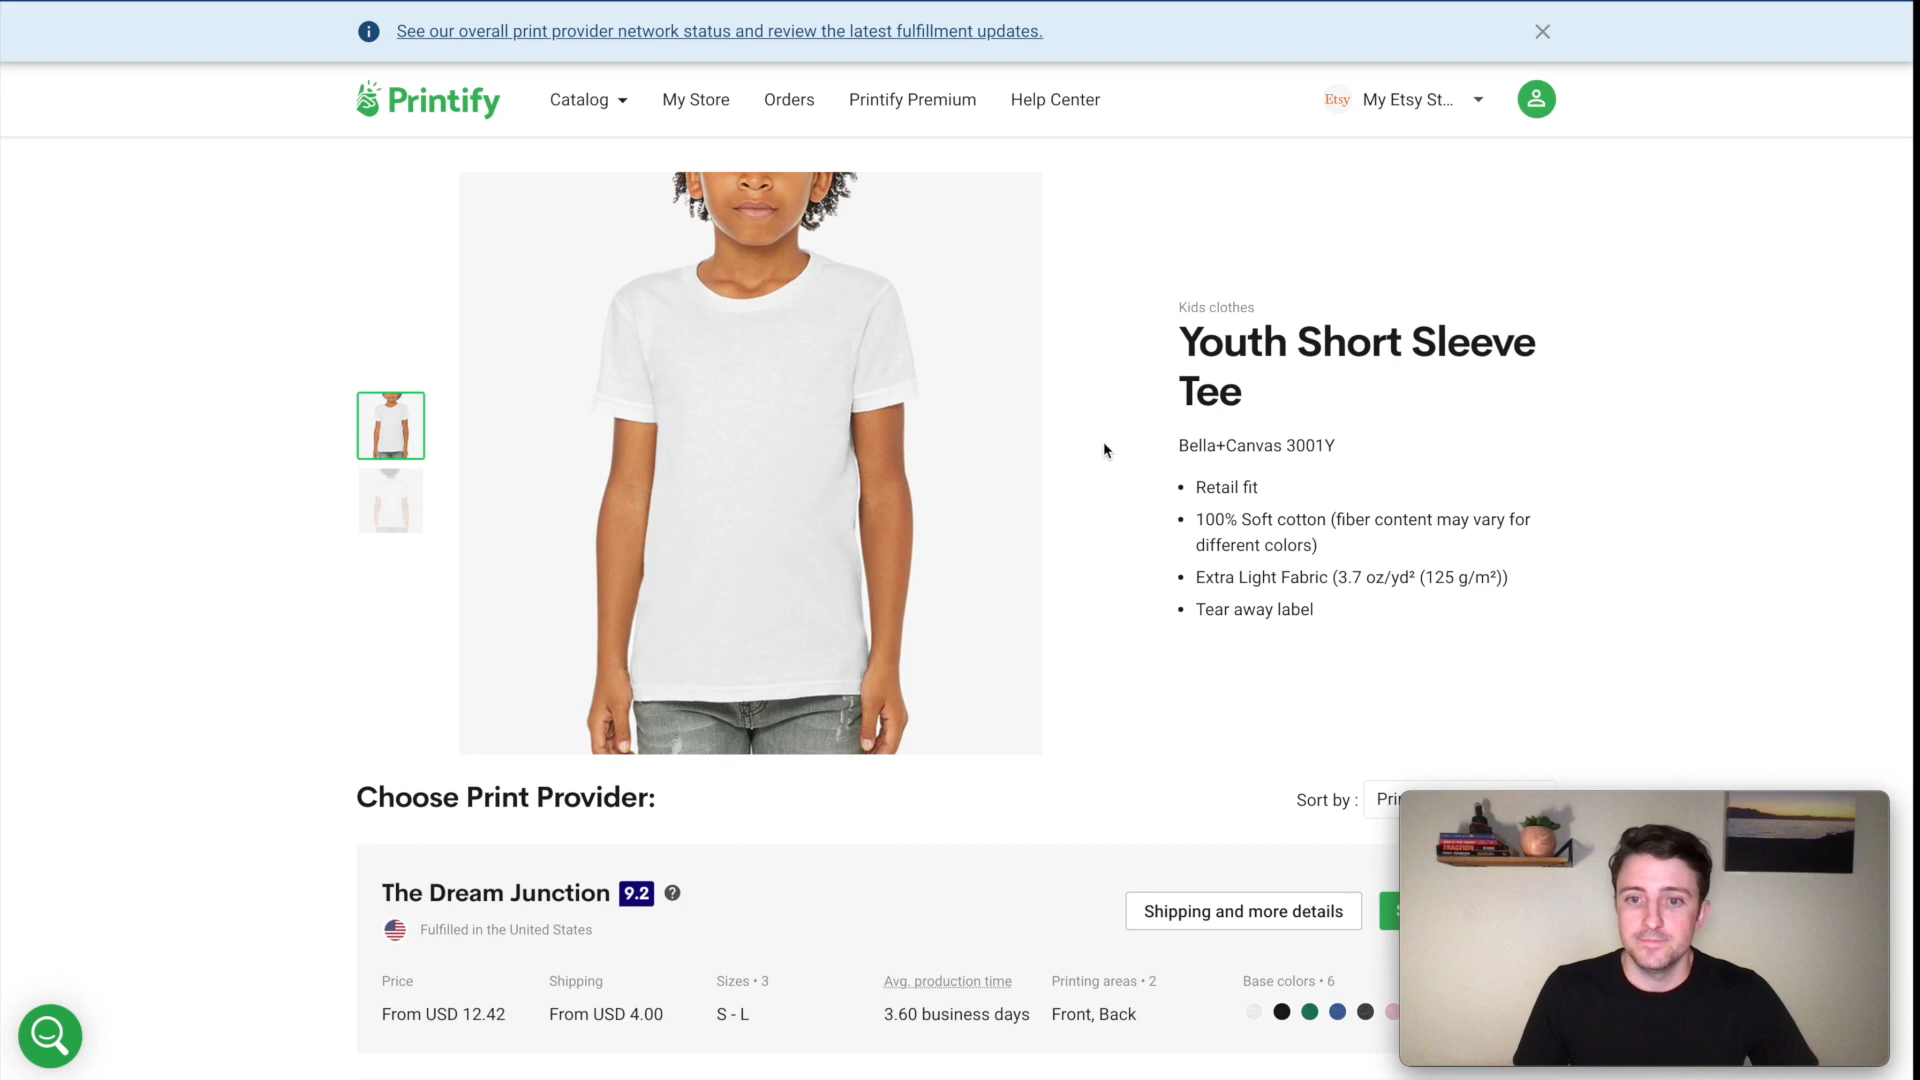 See our overall print provider network status and review the latest fulfillment updates.
Printify
Catalog
My Store
Orders
Printify Premium
Help Center
Etsy
My Etsy St...
Kids clothes
Youth Short Sleeve
Tee
Bella+Canvas 3001Y
• Retail fit
• 100% Soft cotton (fiber content may vary for
different colors)
• Extra Light Fabric (3.7 oz/yd² (125 g/m²))
• Tear away label
Choose Print Provider:
Sort by :
The Dream Junction 9.2
Shipping and more details
Fulfilled in the United States
Price
Shipping
Sizes • 3
Avg. production time
Printing areas • 2
Base colors • 6
From USD 12.42
From USD 4.00
S - L
3.60 business days
Front, Back
TRACTION